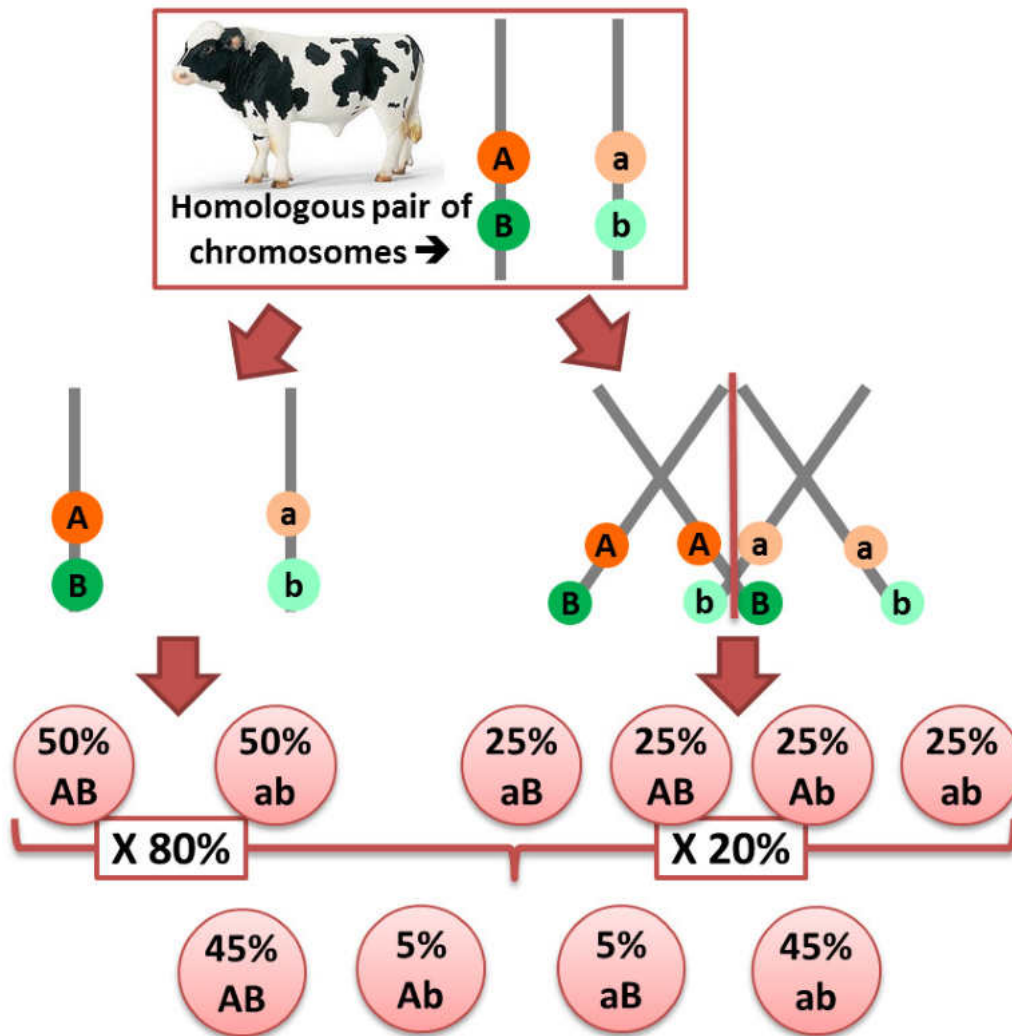 A
a
Homologous pair of
chromosomes →
B
b
A
a
B
b
A
A
a
a
B
b
B
b
50%
AB
50%
ab
25%
aB
25%
AB
25%
Ab
25%
ab
X 80%
X 20%
45%
AB
5%
Ab
5%
aB
45%
ab